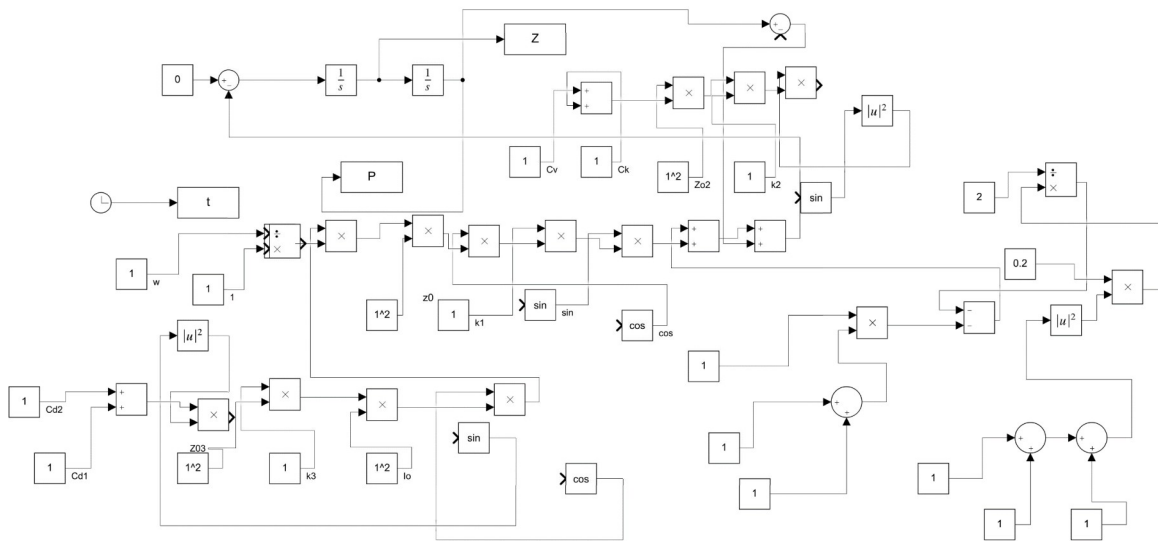 Z
0
+
−
1
s
1
s
+
−
+
+
×
×
×
|u|²
1
Cv
1
Ck
1^2
Zo2
1
k2
sin
P
t
÷
×
2
÷
×
×
×
×
×
×
+
+
+
+
1
w
1
1
0.2
×
1^2
z0
1
k1
sin
sin
cos
cos
|u|²
×
−
−
|u|²
1
1
Cd2
+
+
×
×
×
×
sin
1
Cd1
Z03
1^2
1
k3
1^2
Io
cos
1
+
+
1
1
+
+
+
+
1
1
1